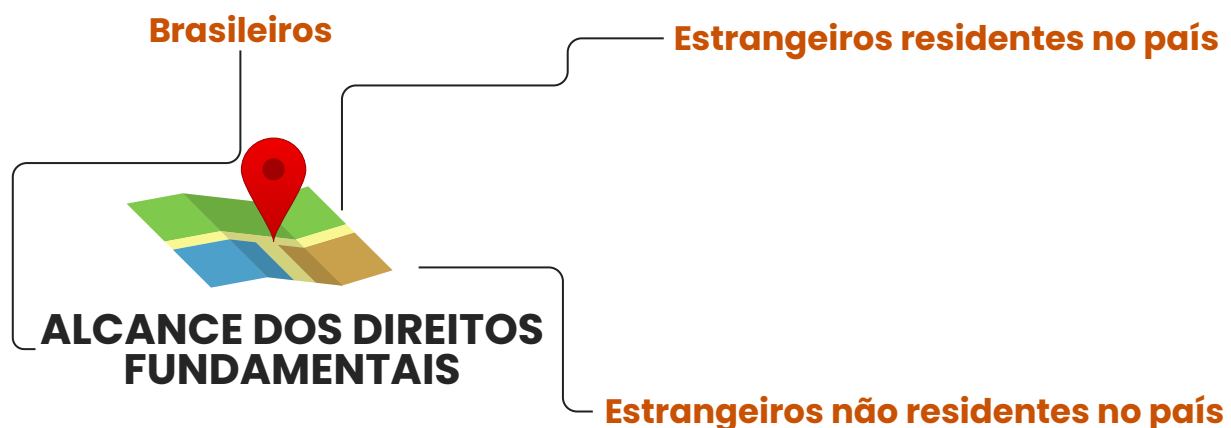 Brasileiros
Estrangeiros residentes no país
ALCANCE DOS DIREITOS
FUNDAMENTAIS
Estrangeiros não residentes no país